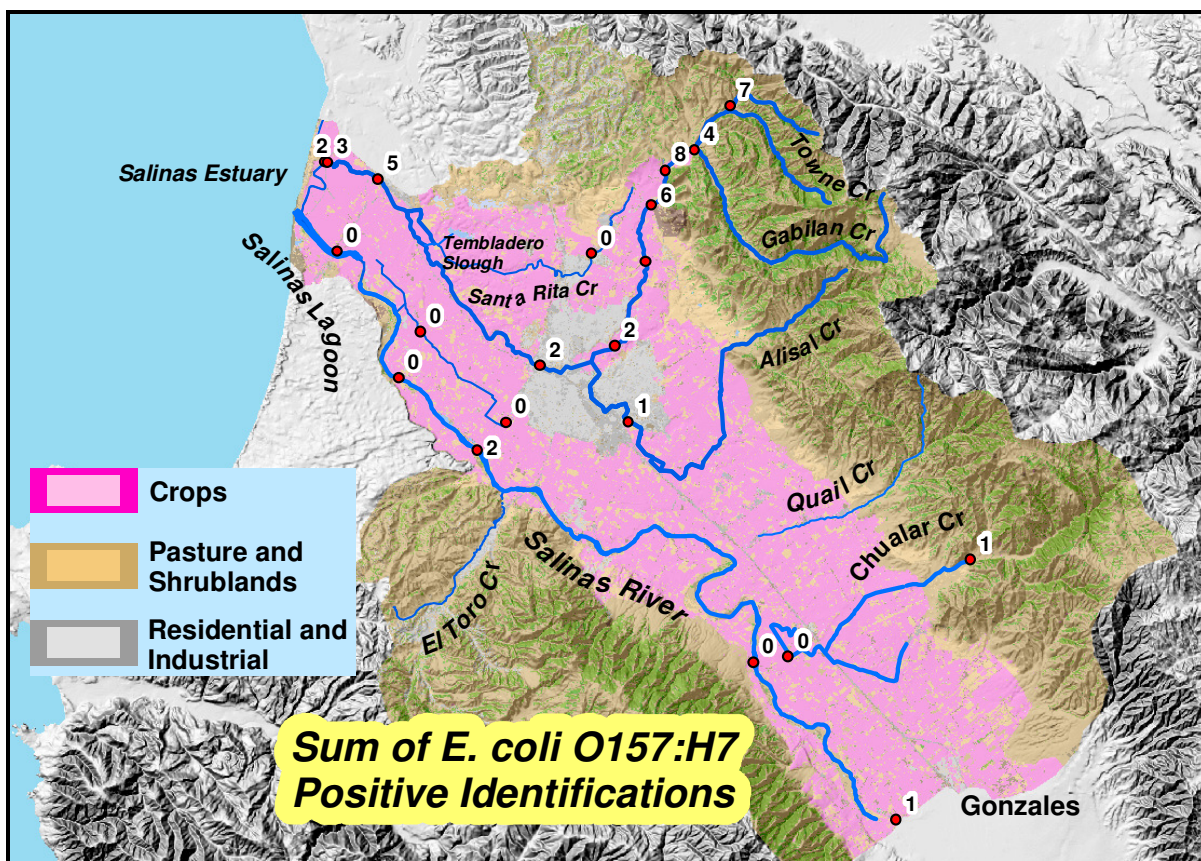 7
4
Towne Cr
2 3
5
8
Salinas Estuary
6
Gabilan Cr
0
0
Tembladero
Slough
Salinas Lagoon
Santa Rita Cr
0
2
Alisal Cr
2
0
0
1
2
Crops
Quail Cr
Pasture and
Shrublands
Chualar Cr
1
Salinas River
El Toro Cr
Residential and
Industrial
0
0
Sum of E. coli O157:H7
Positive Identifications
Gonzales
1